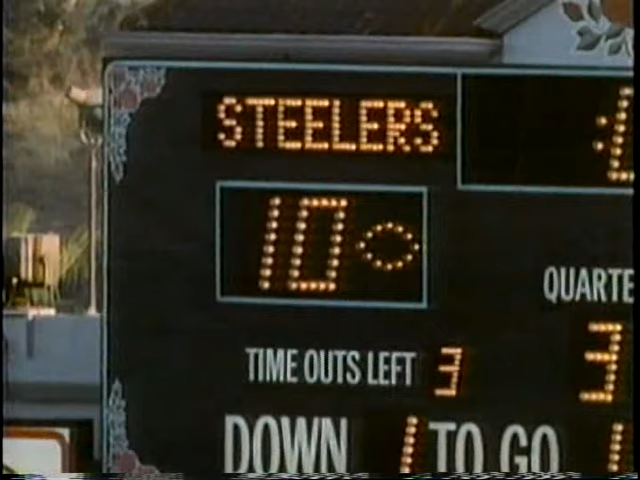 STEELERS
10
QUARTE
3
TIME OUTS LEFT 3
DOWN 1 TO GO 1